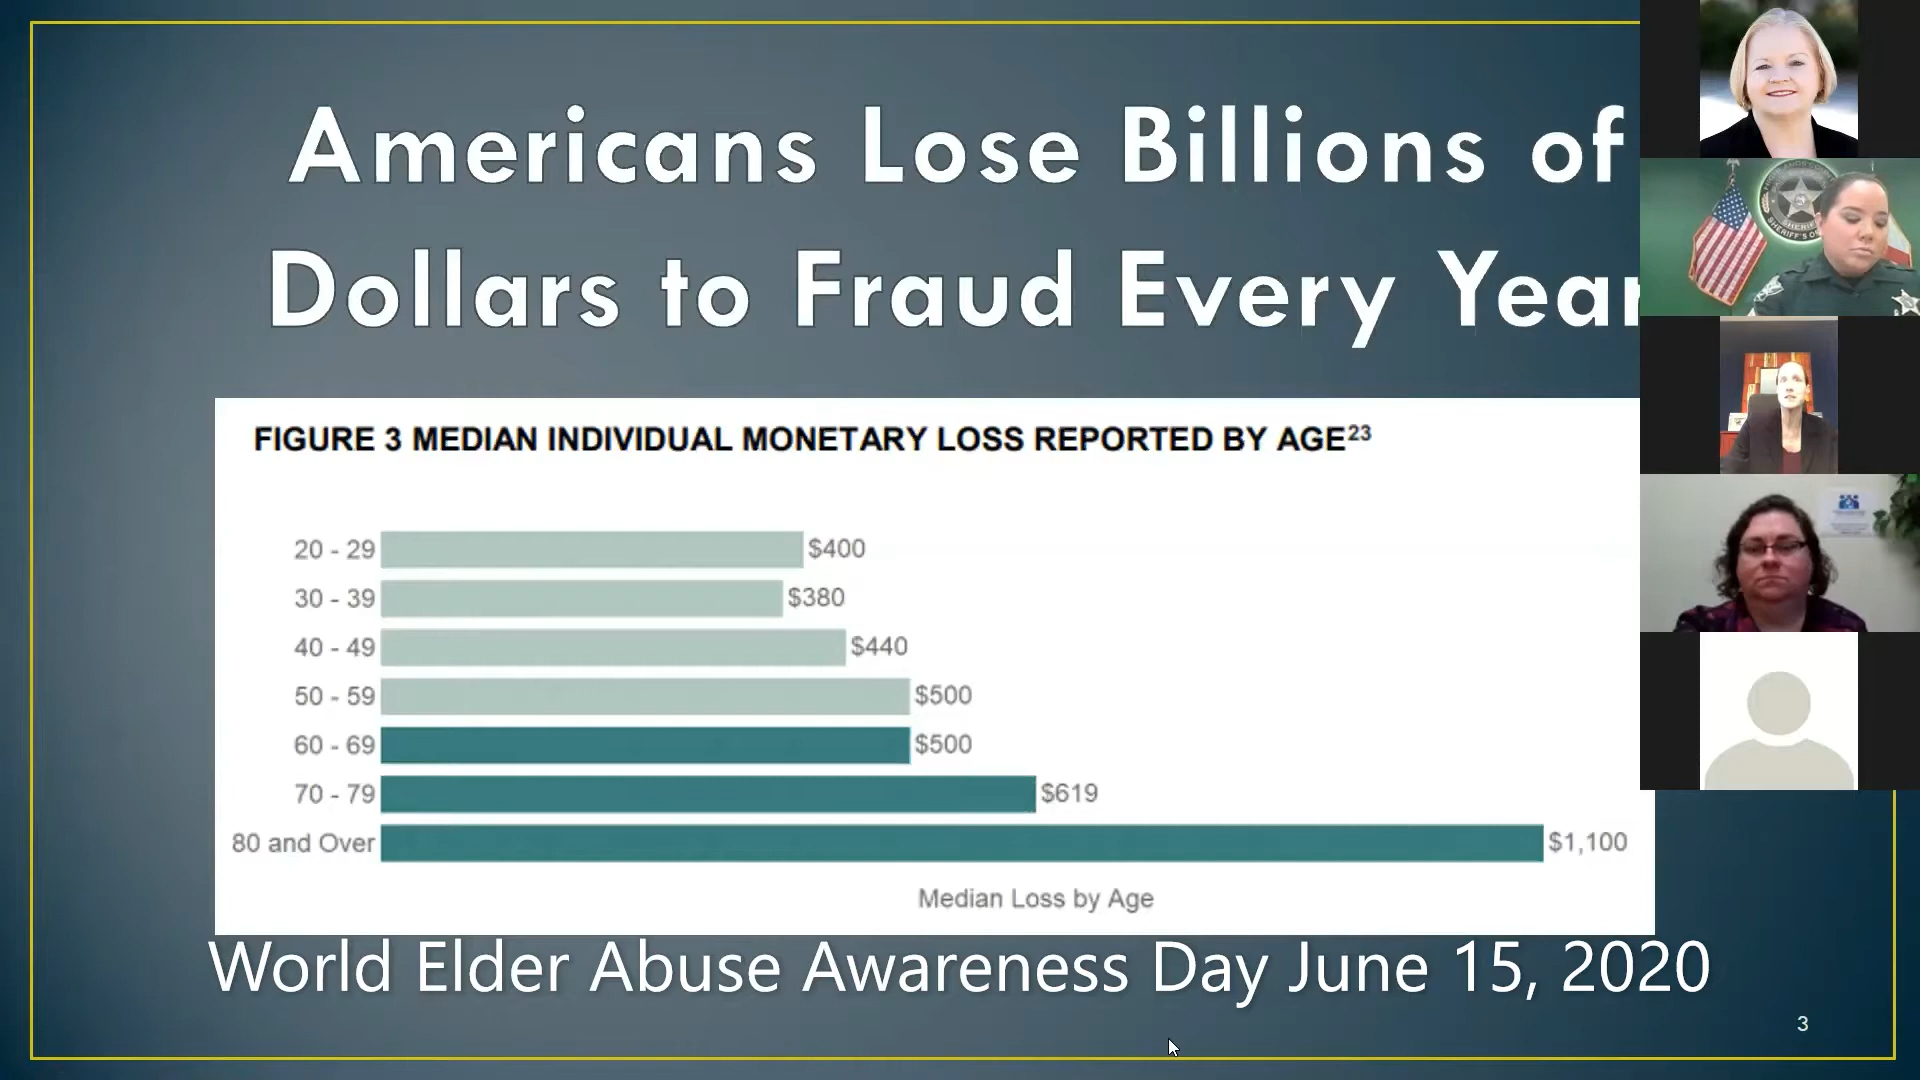 Americans Lose Billions of
Dollars to Fraud Every Year
FIGURE 3 MEDIAN INDIVIDUAL MONETARY LOSS REPORTED BY AGE23
20 - 29 $400
30 - 39 $380
40 - 49 $440
50 - 59 $500
60 - 69 $500
70 - 79 $619
80 and Over $1,100
Median Loss by Age
World Elder Abuse Awareness Day June 15, 2020
3
SHERIFF'S